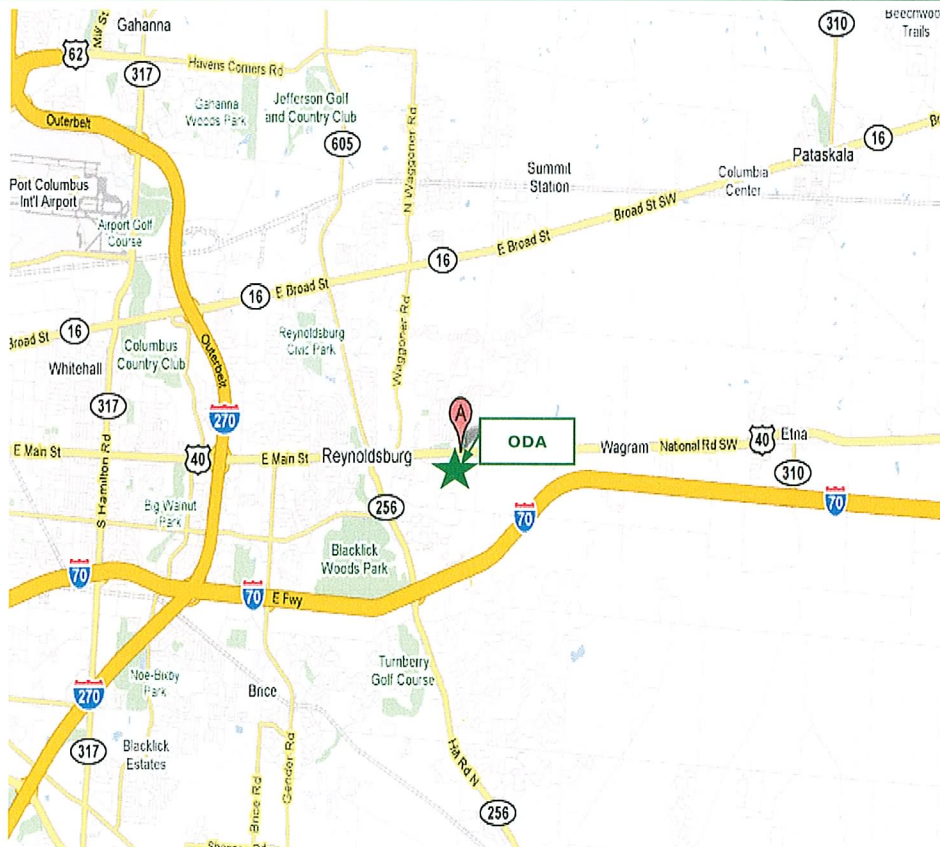 Mill St
Gahanna
310
Beechwoo
Trails
62
317
Havens Corners Rd
Gahanna
Woods Park
Jefferson Golf
and Country Club
Outerbelt
605
N Waggoner Rd
16
Pataskala
Port Columbus
Int'l Airport
Summit
Station
Columbia
Center
Airport Golf
Course
Broad St SW
E Broad St
16
E Broad St
16
16
Broad St
Reynoldsburg
Civic Park
Waggoner Rd
Columbus
Country Club
Outerbelt
Whitehall
317
270
A
ODA
E Main St
40
E Main St
Reynoldsburg
Wagram
National Rd SW
40
Etna
310
S Hamilton Rd
Big Walnut
Park
256
70
70
Blacklick
Woods Park
70
70
E Fwy
Turnberry
Golf Course
Noe-Bixby
Park
Brice
270
317
Blacklick
Estates
Gender Rd
Brice Rd
Hill Rd N
256